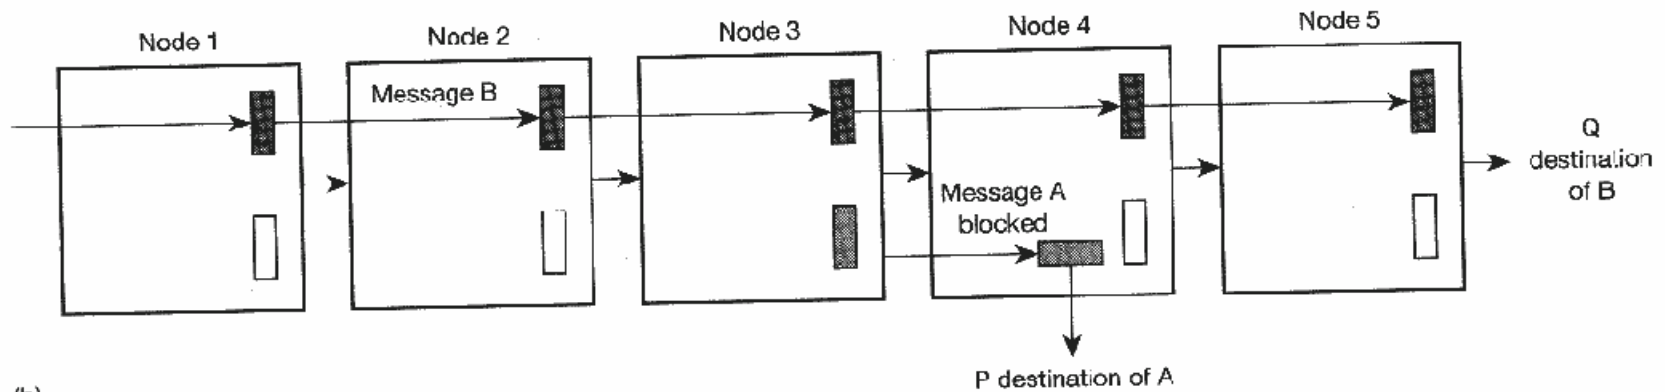 Node 1
Node 2
Node 3
Node 4
Node 5
Message B
Message A
blocked
Q
destination
of B
P destination of A